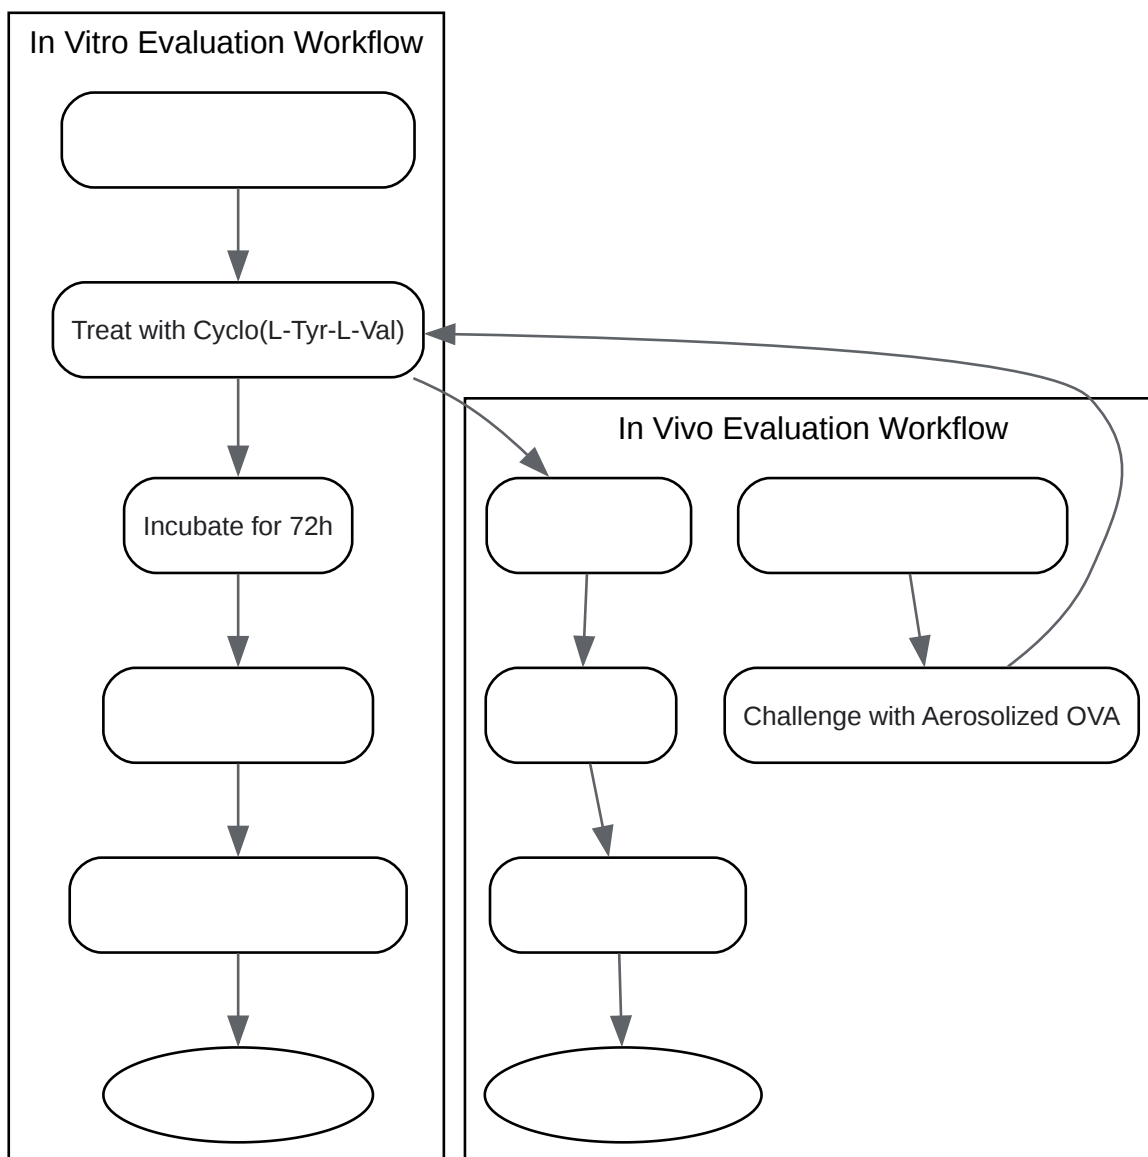 In Vitro Evaluation Workflow
Treat with Cyclo(L-Tyr-L-Val)
Incubate for 72h
In Vivo Evaluation Workflow
Challenge with Aerosolized OVA